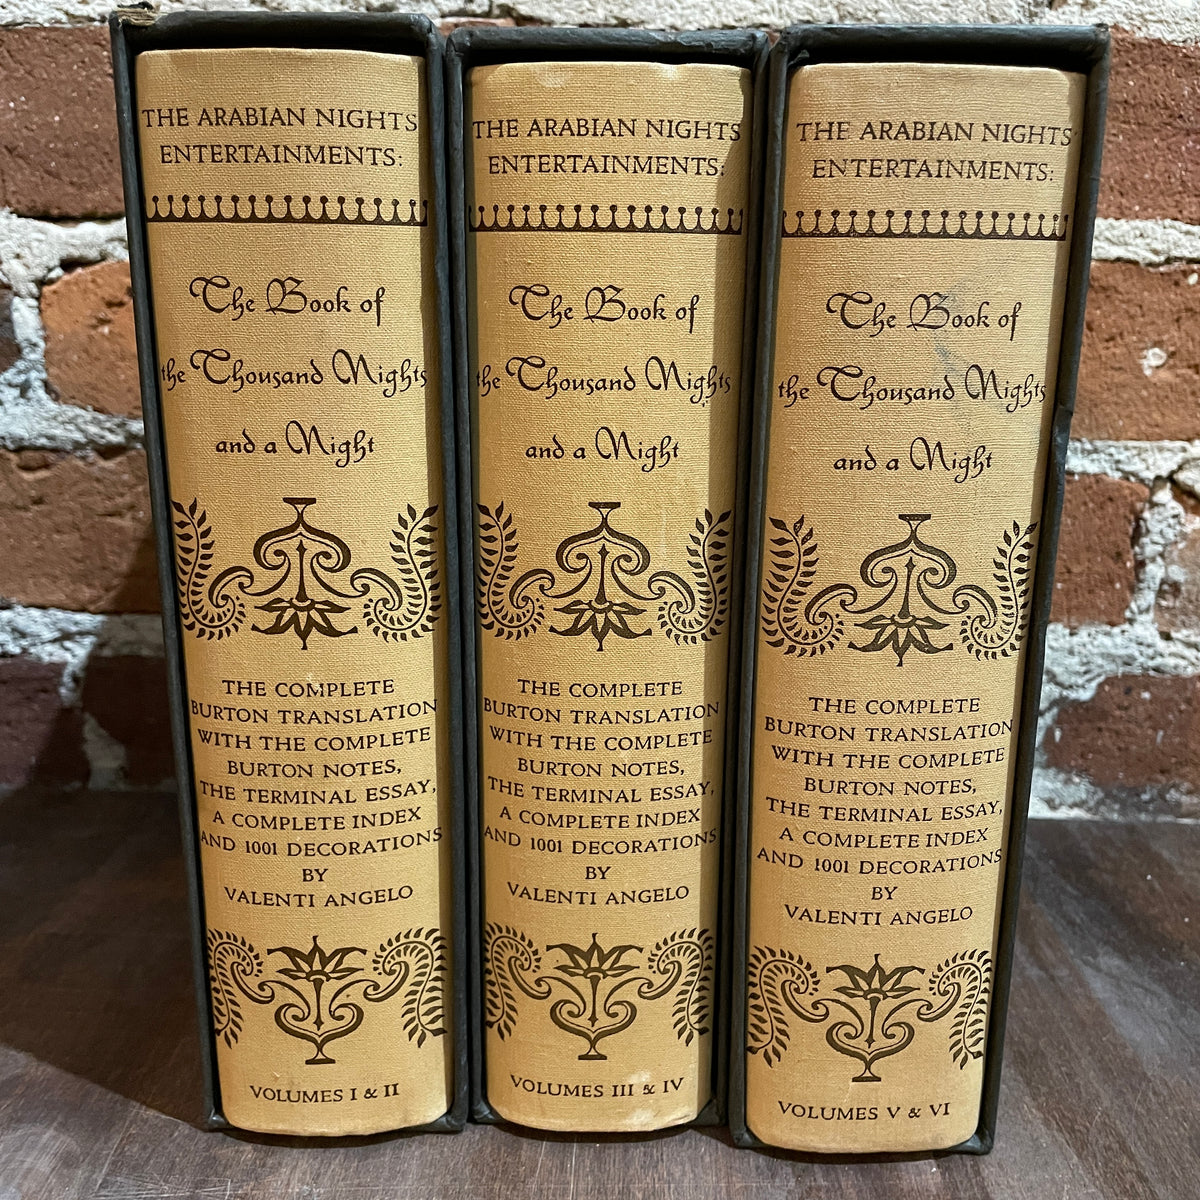 THE ARABIAN NIGHTS
ENTERTAINMENTS:
The Book of
the Thousand Nights
and a Night
THE COMPLETE
BURTON TRANSLATION
WITH THE COMPLETE
BURTON NOTES,
THE TERMINAL ESSAY,
A COMPLETE INDEX
AND 1001 DECORATIONS
BY
VALENTI ANGELO
VOLUMES I & II
THE ARABIAN NIGHTS
ENTERTAINMENTS:
The Book of
the Thousand Nights
and a Night
THE COMPLETE
BURTON TRANSLATION
WITH THE COMPLETE
BURTON NOTES,
THE TERMINAL ESSAY,
A COMPLETE INDEX
AND 1001 DECORATIONS
BY
VALENTI ANGELO
VOLUMES III & IV
THE ARABIAN NIGHTS
ENTERTAINMENTS:
The Book of
the Thousand Nights
and a Night
THE COMPLETE
BURTON TRANSLATION
WITH THE COMPLETE
BURTON NOTES,
THE TERMINAL ESSAY,
A COMPLETE INDEX
AND 1001 DECORATIONS
BY
VALENTI ANGELO
VOLUMES V & VI